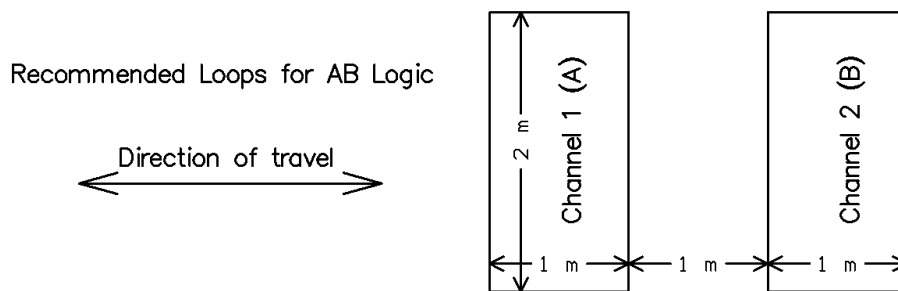 Recommended Loops for AB Logic
Direction of travel
Channel 1 (A)
2 m
Channel 2 (B)
1 m
1 m
1 m